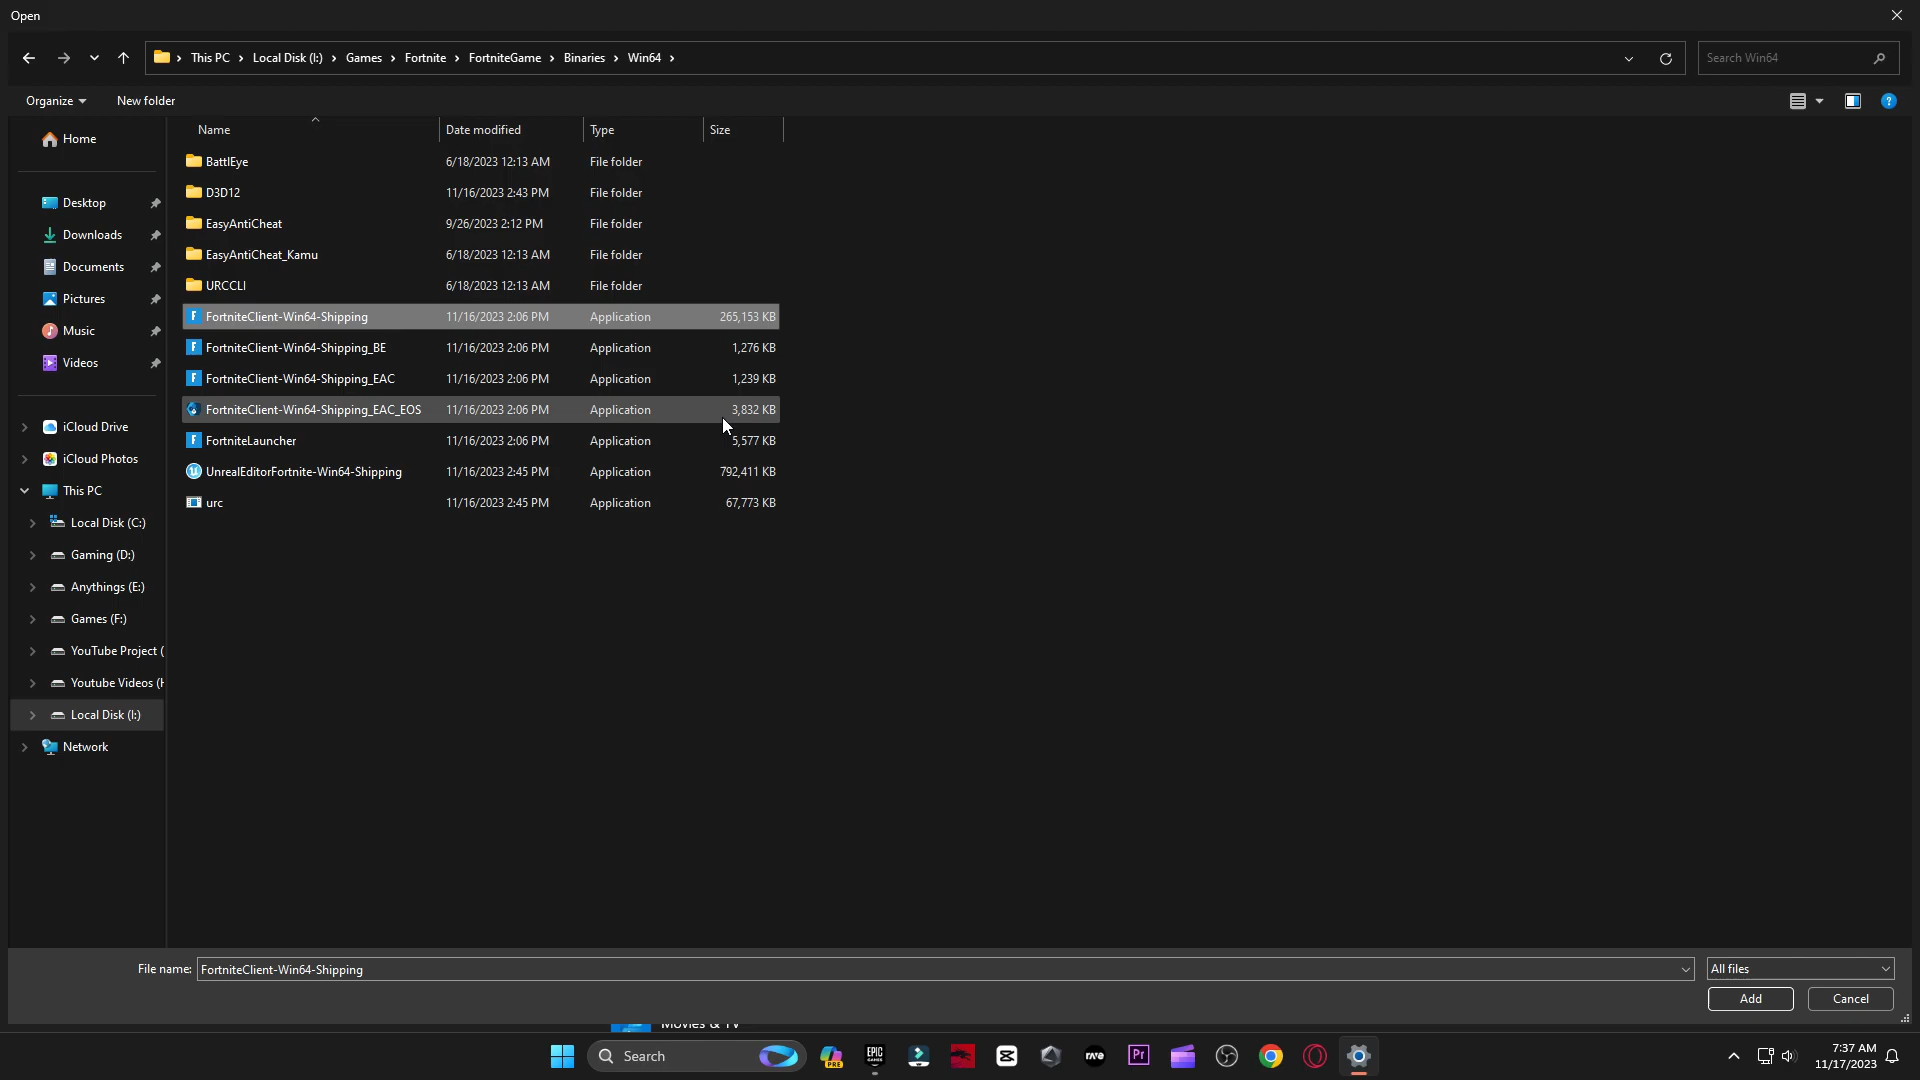 Open
This PC
Local Disk (I:)
Games
Fortnite
FortniteGame
Binaries
Win64
Search Win64
Organize
New folder
Name
Date modified
Type
Size
Home
Desktop
Downloads
Documents
Pictures
Music
Videos
iCloud Drive
iCloud Photos
This PC
Local Disk (C:)
Gaming (D:)
Anythings (E:)
Games (F:)
YouTube Project (
Youtube Videos (H
Local Disk (I:)
Network
BattlEye 6/18/2023 12:13 AM File folder
D3D12 11/16/2023 2:43 PM File folder
EasyAntiCheat 9/26/2023 2:12 PM File folder
EasyAntiCheat_Kamu 6/18/2023 12:13 AM File folder
URCCLI 6/18/2023 12:13 AM File folder
FortniteClient-Win64-Shipping 11/16/2023 2:06 PM Application 265,153 KB
FortniteClient-Win64-Shipping_BE 11/16/2023 2:06 PM Application 1,276 KB
FortniteClient-Win64-Shipping_EAC 11/16/2023 2:06 PM Application 1,239 KB
FortniteClient-Win64-Shipping_EAC_EOS 11/16/2023 2:06 PM Application 3,832 KB
FortniteLauncher 11/16/2023 2:06 PM Application 5,577 KB
UnrealEditorFortnite-Win64-Shipping 11/16/2023 2:45 PM Application 792,411 KB
urc 11/16/2023 2:45 PM Application 67,773 KB
File name: FortniteClient-Win64-Shipping
All files
Add
Cancel
Movies & TV
Search
PRE
EPIC GAMES
rave
Pr
7:37 AM
11/17/2023